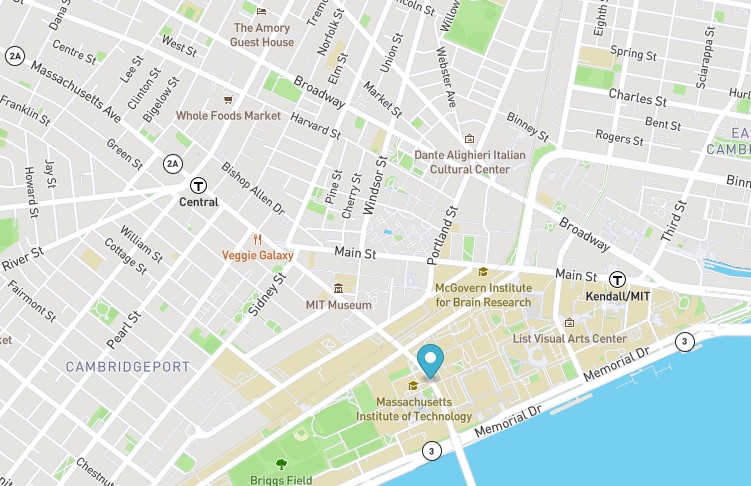 Dana St
The Amory
Guest House
Norfolk St
Lincoln St
Eighth St
2A
Centre St
West St
Elm St
Union St
Webster Ave
Spring St
Sciarappa St
Lee St
Clinton St
Bigelow St
Massachusetts Ave
Broadway
Market St
Charles St
Franklin St
Whole Foods Market
Harvard St
Binney St
Bent St
Rogers St
Green St
2A
Dante Alighieri Italian
Cultural Center
Jay St
Howard St
T
Central
Bishop Allen Dr
Pine St
Cherry St
Windsor St
Portland St
Broadway
Third St
River St
William St
Cottage St
Veggie Galaxy
Main St
Main St
T
Kendall/MIT
McGovern Institute
for Brain Research
Fairmont St
Pearl St
Sidney St
MIT Museum
List Visual Arts Center
3
CAMBRIDGEPORT
Memorial Dr
Massachusetts
Institute of Technology
Memorial Dr
3
Chestnut
Briggs Field